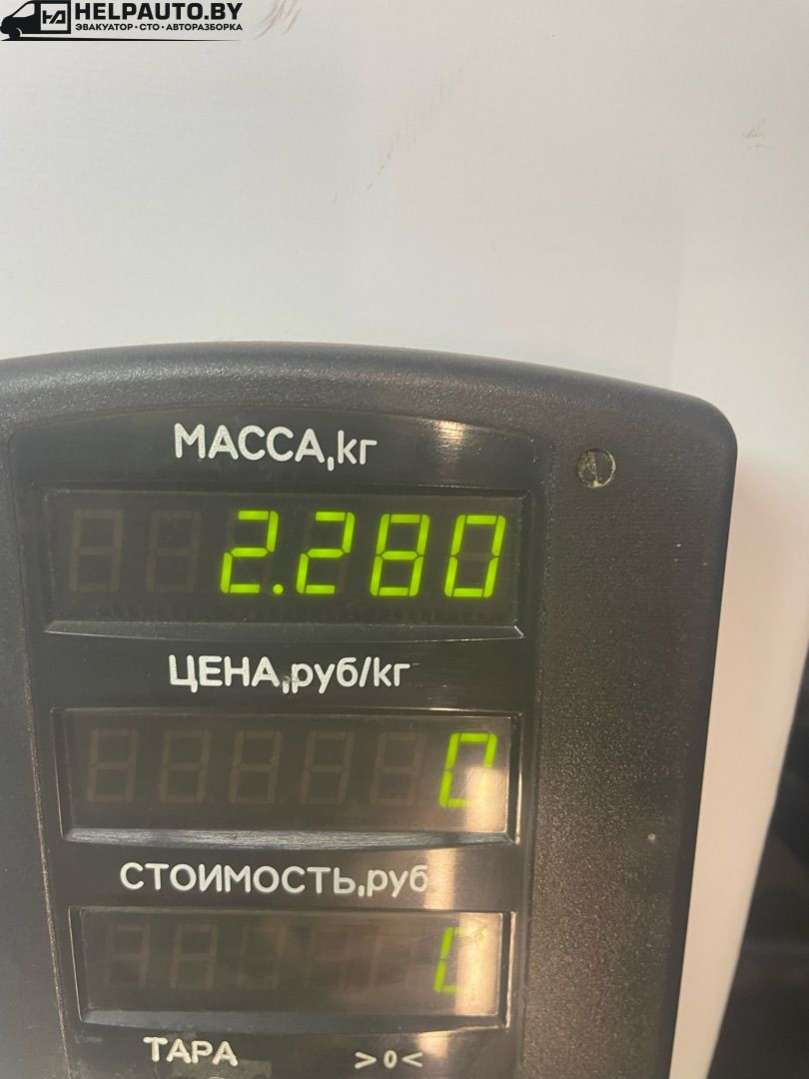 HELPAUTO.BY
ЭВАКУАТОР • СТО • АВТОРАЗБОРКА
МАССА,кг
2.280
ЦЕНА,руб/кг
0
СТОИМОСТЬ,руб
0
ТАРА >0<